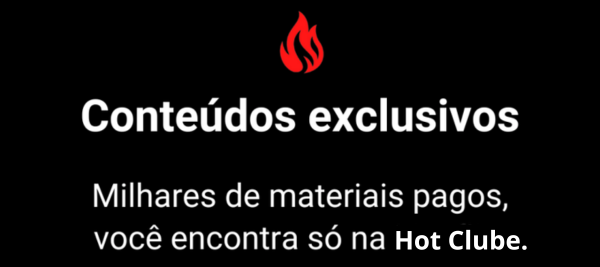 Conteúdos exclusivos
Milhares de materiais pagos,
você encontra só na Hot Clube.